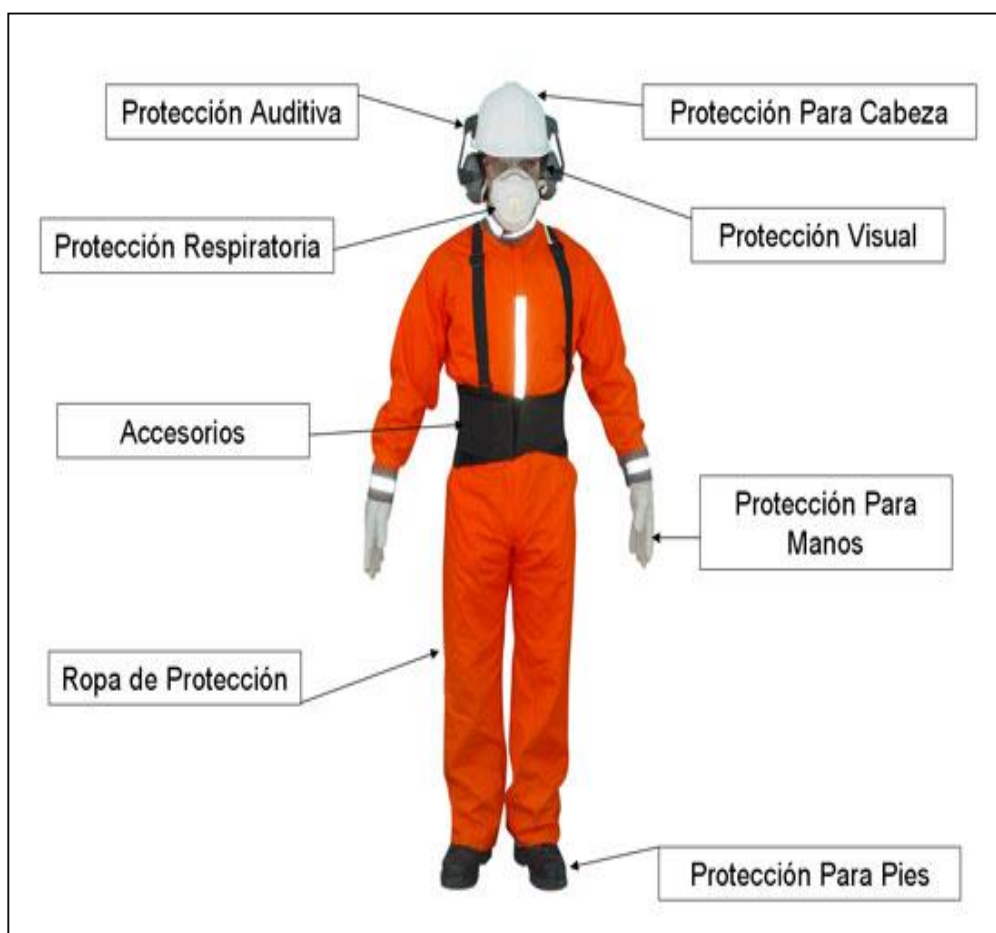 Protección Auditiva
Protección Para Cabeza
Protección Respiratoria
Protección Visual
Accesorios
Protección Para
Manos
Ropa de Protección
Protección Para Pies